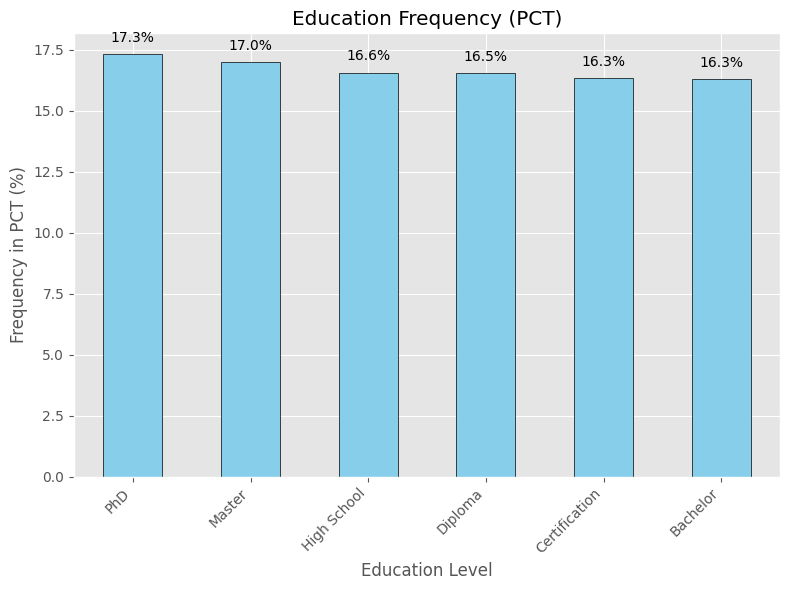 Education Frequency (PCT)
17.3%
17.0%
16.6%
16.5%
16.3%
16.3%
17.5
15.0
12.5
10.0
7.5
5.0
2.5
0.0
Frequency in PCT (%)
PhD
Master
High School
Diploma
Certification
Bachelor
Education Level